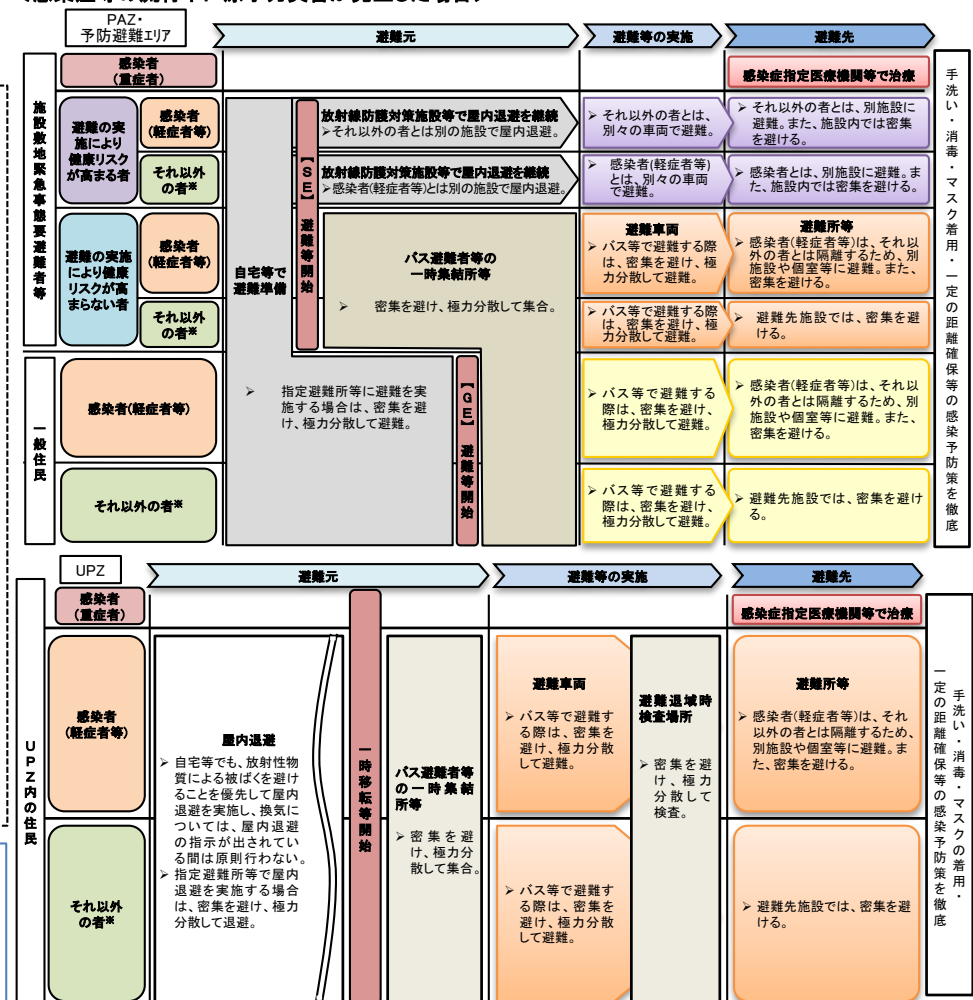 PAZ・
予防避難エリア
避難元
避難等の実施
避難先
感染者
(重症者)
感染症指定医療機関等で治療
施設敷地緊急事態要避難者等
避難の実
施により
健康リスク
が高まる者
感染者
(軽症者等)
それ以外
の者※
避難の実施
により健康
リスクが高
まらない者
感染者
(軽症者等)
それ以外
の者※
自宅等で
避難準備
【SE】避難等開始
放射線防護対策施設等で屋内退避を継続
➢それ以外の者とは別の施設で屋内退避。
放射線防護対策施設等で屋内退避を継続
➢感染者(軽症者等)とは別の施設で屋内退避。
バス避難者等の
一時集結所等
➢ 密集を避け、極力分散して集合。
➢ それ以外の者とは、
別々の車両で避難。
➢ 感染者(軽症者等)
とは、別々の車両
で避難。
避難車両
➢ バス等で避難する際
は、密集を避け、極
力分散して避難。
➢ バス等で避難する際
は、密集を避け、極
力分散して避難。
➢ それ以外の者とは、別施設に
避難。また、施設内では密集
を避ける。
➢ 感染者とは、別施設に避難。ま
た、施設内では密集を避ける。
避難所等
➢ 感染者(軽症者等)は、それ以
外の者とは隔離するため、別
施設や個室等に避難。また、
密集を避ける。
➢ 避難先施設では、密集を避
ける。
一般住民
感染者(軽症者等)
それ以外の者※
➢ 指定避難所等に避難を実
施する場合は、密集を避
け、極力分散して避難。
【GE】避難等開始
➢ バス等で避難する
際は、密集を避け、
極力分散して避難。
➢ バス等で避難する
際は、密集を避け、
極力分散して避難。
➢ 感染者(軽症者等)は、それ以
外の者とは隔離するため、別
施設や個室等に避難。また、
密集を避ける。
➢ 避難先施設では、密集を避け
る。
手洗い・消毒・マスク着用・一定の距離確保等の感染予防策を徹底
UPZ
避難元
避難等の実施
避難先
感染者
(重症者)
感染症指定医療機関等で治療
UPZ内の住民
感染者
(軽症者等)
それ以外
の者※
屋内退避
➢ 自宅等でも、放射性物
質による被ばくを避け
ることを優先して屋内
退避を実施し、換気に
ついては、屋内退避
の指示が出されてい
る間は原則行わない。
➢ 指定避難所等で屋内
退避を実施する場合
は、密集を避け、極力
分散して退避。
一時移転等開始
バス避難者等
の一時集結
所等
➢ 密集を避
け、極力分
散して集合。
避難車両
➢ バス等で避難す
る際は、密集を
避け、極力分散
して避難。
➢ バス等で避難す
る際は、密集を
避け、極力分散
して避難。
避難退域時
検査場所
➢ 密集を避
け、極力
分散して
検査。
避難所等
➢ 感染者(軽症者等)は、それ
以外の者とは隔離するため、
別施設や個室等に避難。ま
た、密集を避ける。
➢ 避難先施設では、密集を避
ける。
手洗い・消毒・マスクの着用・
一定の距離確保等の感染予防策を徹底